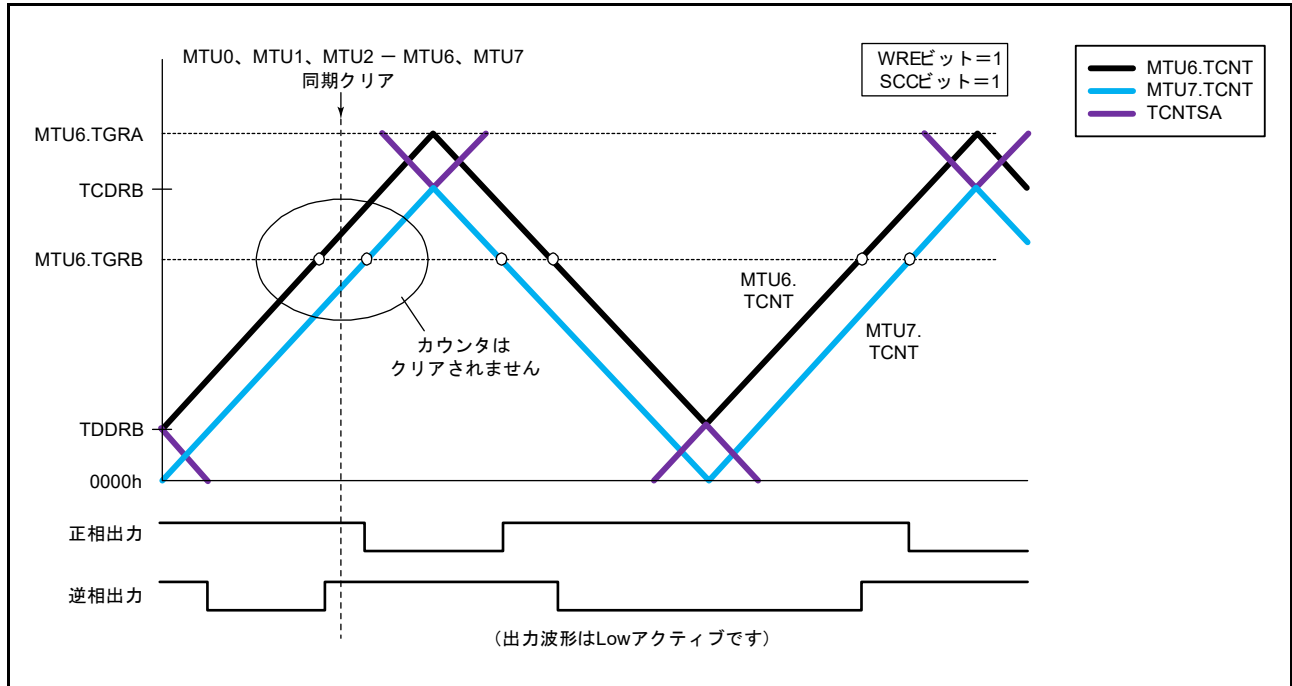 MTU0、MTU1、MTU2 － MTU6、MTU7
同期クリア
WREビット＝1
SCCビット＝1
MTU6.TCNT
MTU7.TCNT
TCNTSA
MTU6.TGRA
TCDRB
MTU6.TGRB
MTU6.
TCNT
MTU7.
TCNT
カウンタは
クリアされません
TDDRB
0000h
正相出力
逆相出力
（出力波形はLowアクティブです）